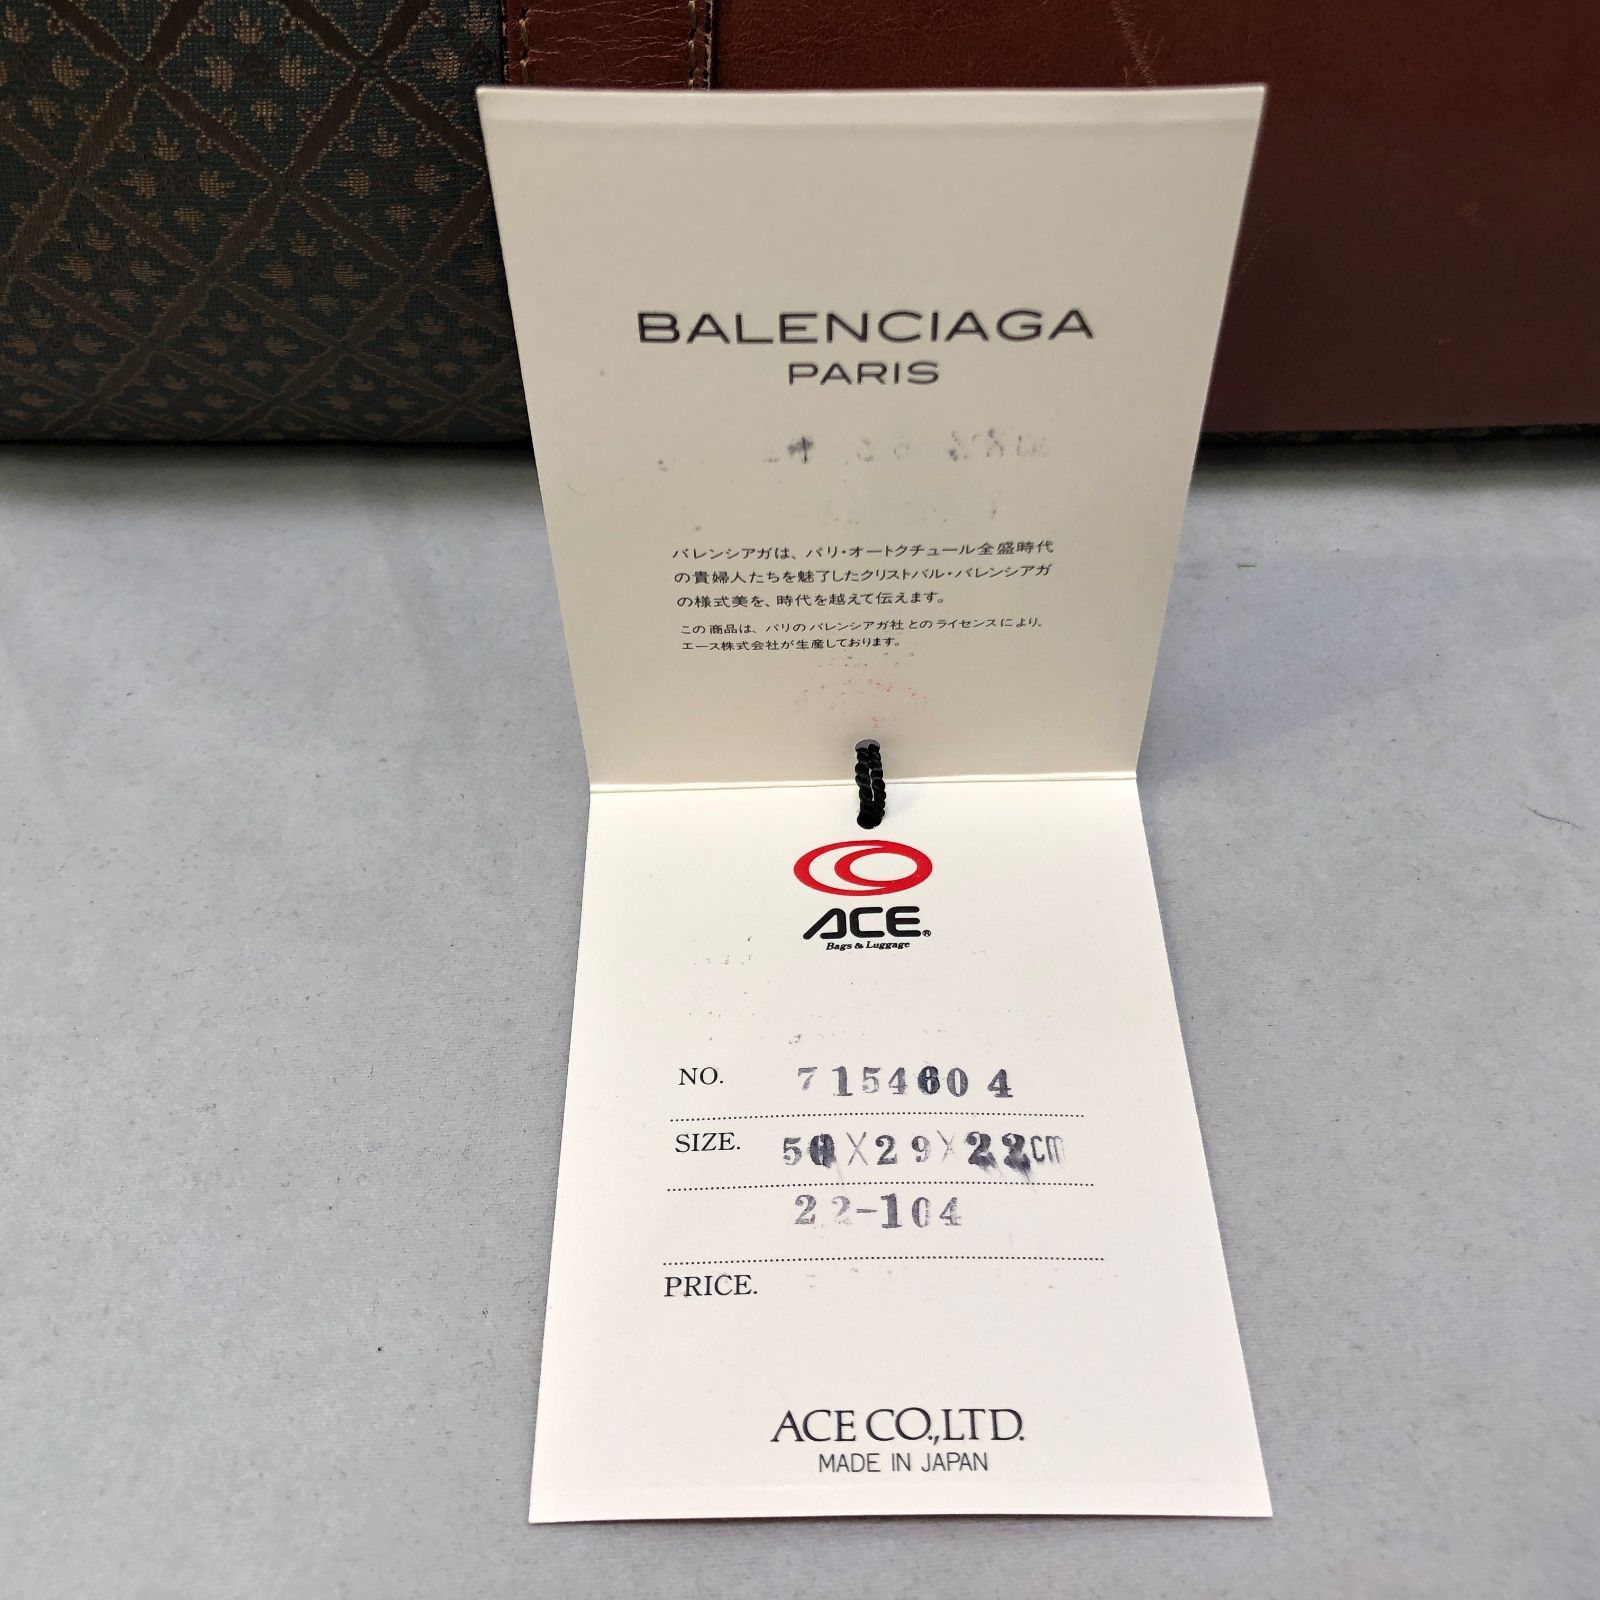 BALENCIAGA
PARIS
バレンシアガは、パリ・オートクチュール全盛時代
の貴婦人たちを魅了したクリストバル・バレンシアガ
の様式美を、時代を越えて伝えます。
この商品は、パリのバレンシアガ社とのライセンスにより、
エース株式会社が生産しております。
ACE®
Bags & Luggage
NO. 7154604
SIZE. 50×29×22cm
22-104
PRICE.
ACE CO.,LTD.
MADE IN JAPAN